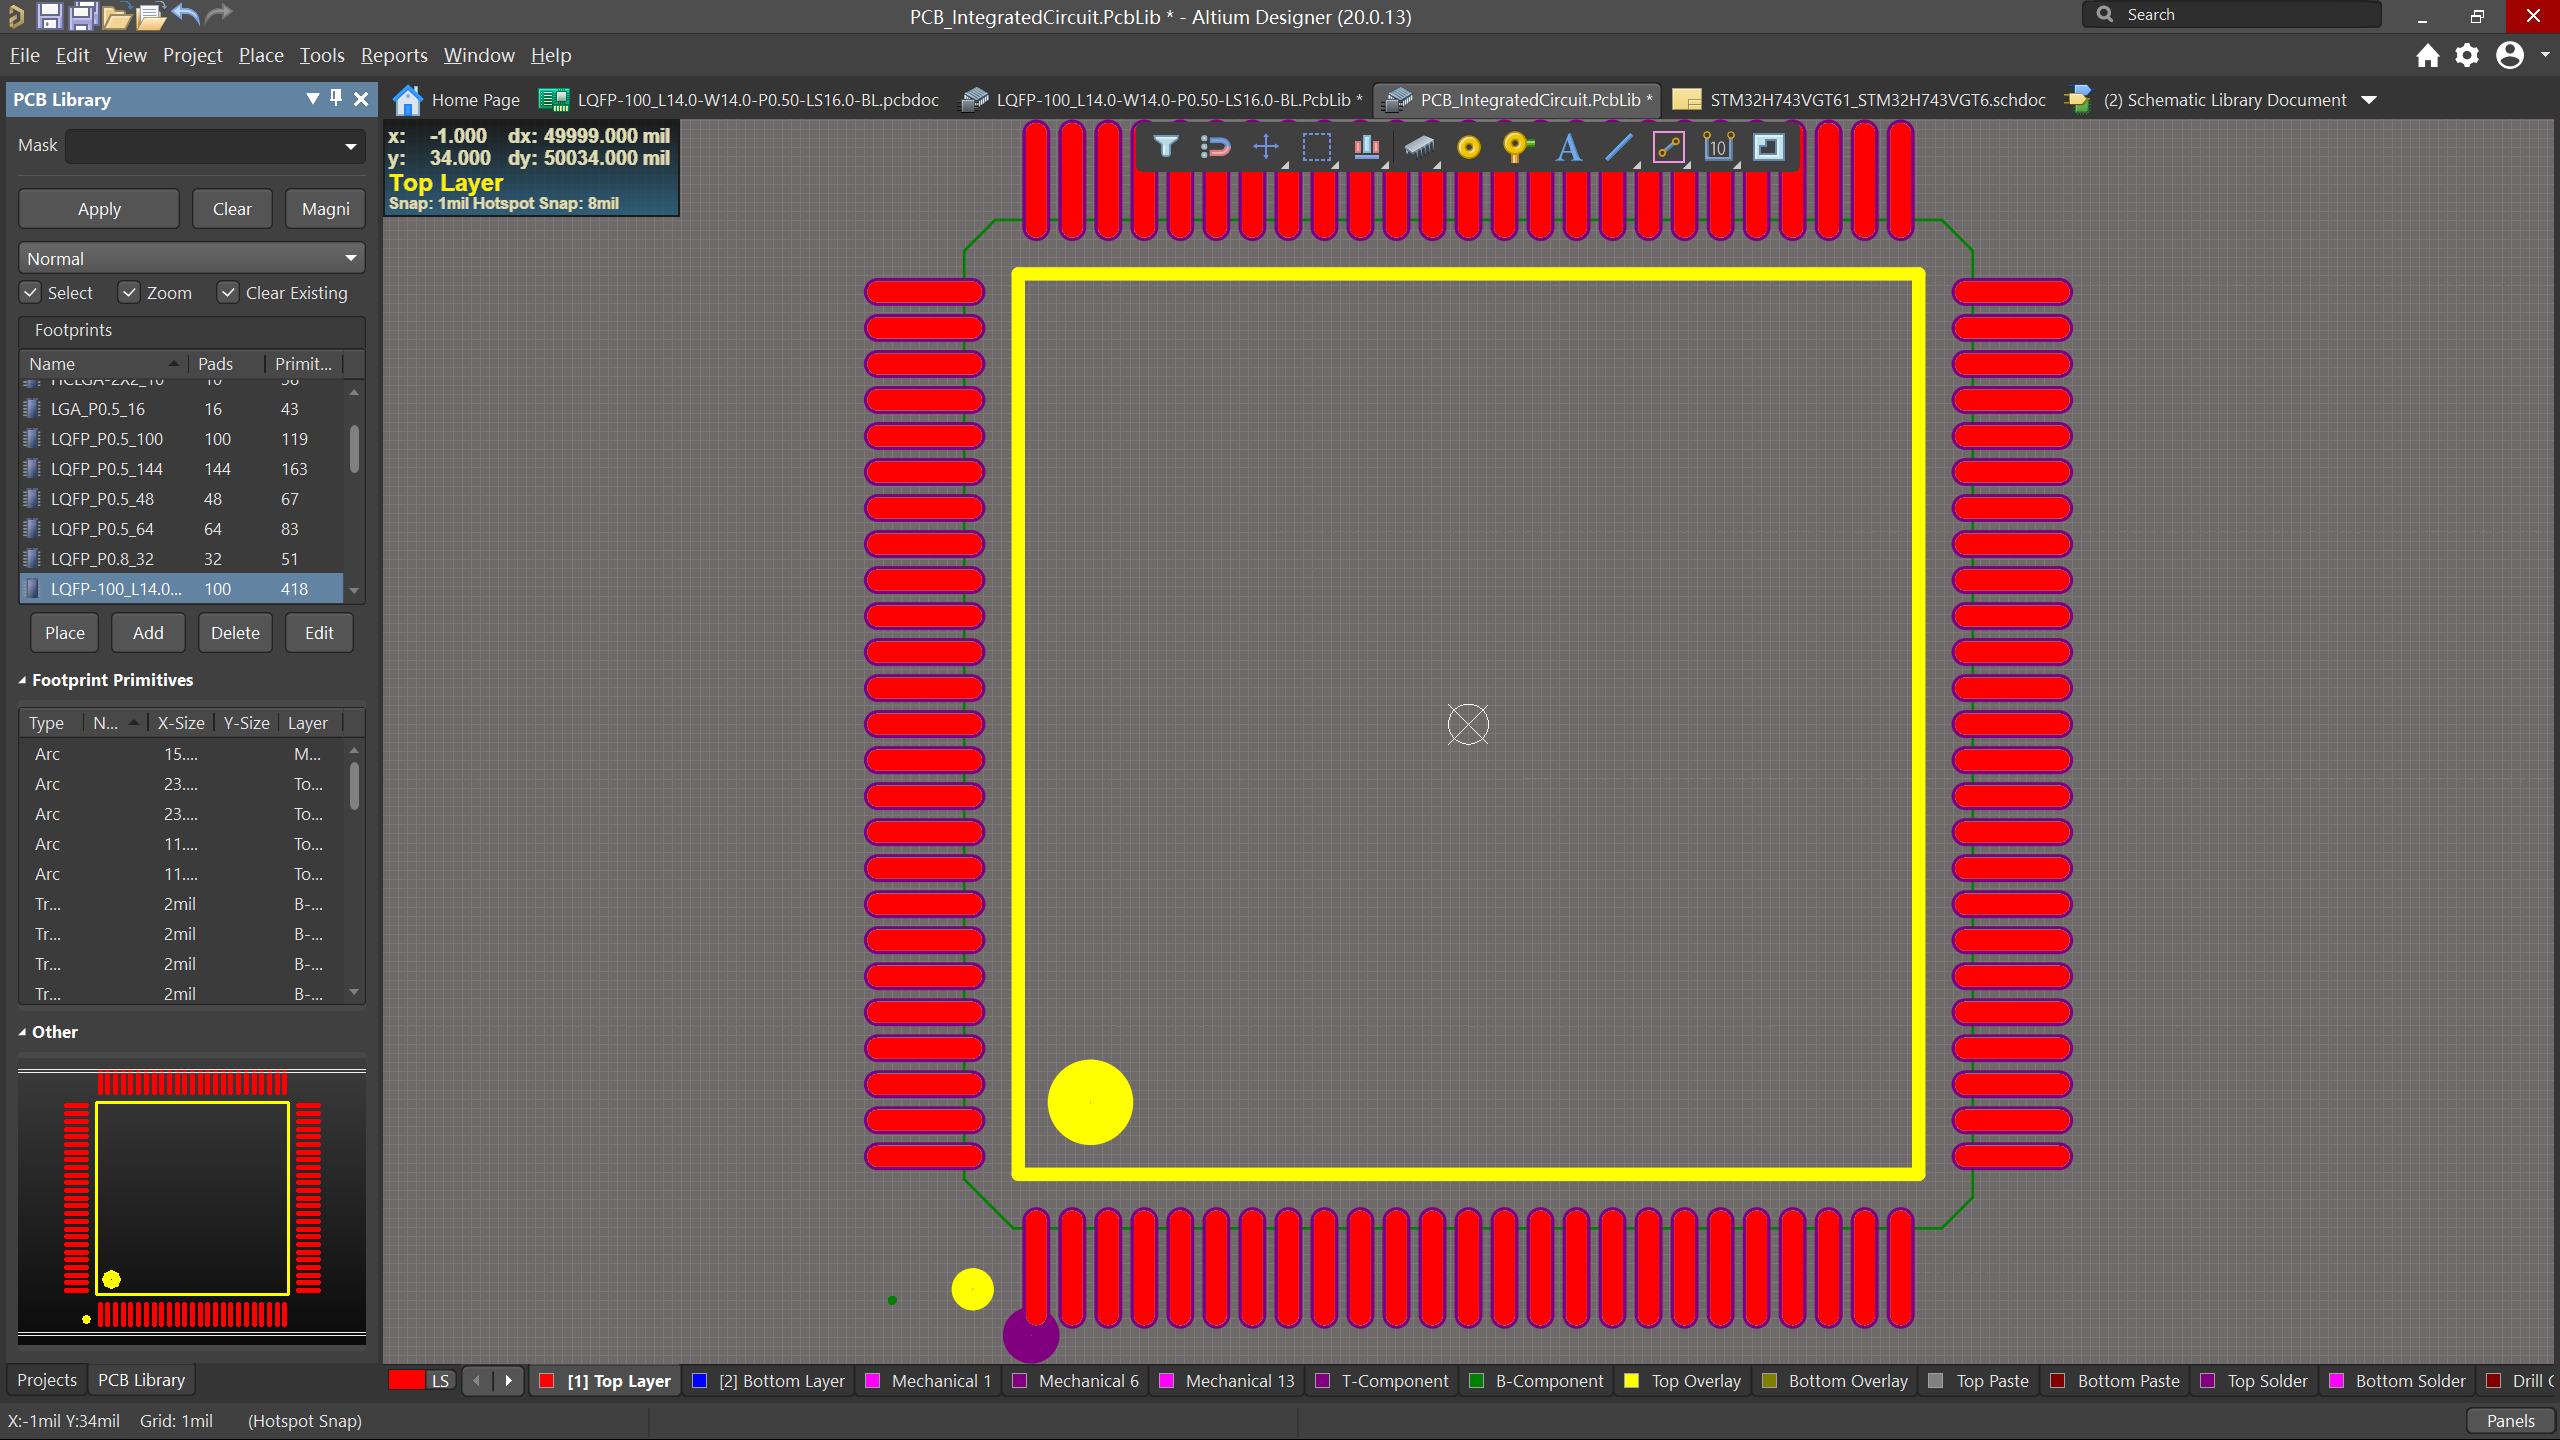 PCB_IntegratedCircuit.PcbLib * - Altium Designer (20.0.13)
Search
File Edit View Project Place Tools Reports Window Help
PCB Library
Home Page
LQFP-100_L14.0-W14.0-P0.50-LS16.0-BL.pcbdoc
LQFP-100_L14.0-W14.0-P0.50-LS16.0-BL.PcbLib *
PCB_IntegratedCircuit.PcbLib *
STM32H743VGT61_STM32H743VGT6.schdoc
(2) Schematic Library Document
Mask
Apply Clear Magni
Normal
Select Zoom Clear Existing
Footprints
Name Pads Primit...
LGA_P0.5_16 16 43
LQFP_P0.5_100 100 119
LQFP_P0.5_144 144 163
LQFP_P0.5_48 48 67
LQFP_P0.5_64 64 83
LQFP_P0.8_32 32 51
LQFP-100_L14.0... 100 418
Place Add Delete Edit
Footprint Primitives
Type N... X-Size Y-Size Layer
Arc 15.... M...
Arc 23.... To...
Arc 23.... To...
Arc 11.... To...
Arc 11.... To...
Tr... 2mil B-...
Tr... 2mil B-...
Tr... 2mil B-...
Tr... 2mil B-...
Other
x: -1.000 dx: 49999.000 mil
y: 34.000 dy: 50034.000 mil
Top Layer
Snap: 1mil Hotspot Snap: 8mil
A
10
Projects PCB Library
LS [1] Top Layer [2] Bottom Layer Mechanical 1 Mechanical 6 Mechanical 13 T-Component B-Component Top Overlay Bottom Overlay Top Paste Bottom Paste Top Solder Bottom Solder Drill
X:-1mil Y:34mil Grid: 1mil (Hotspot Snap)
Panels